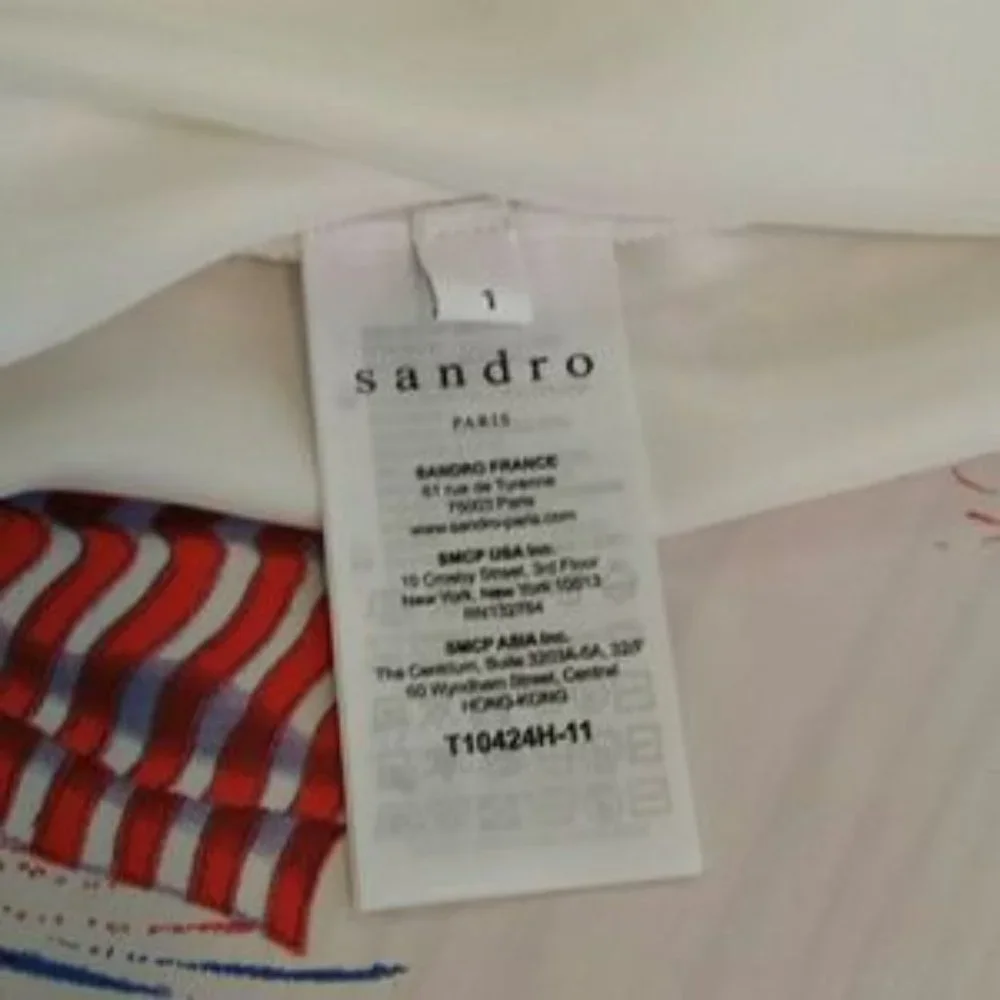 1
sandro
PARIS
SANDRO FRANCE
61 rue de Turenne
75003 Paris
www.sandro-paris.com
SMCP USA Inc.
10 Crosby Street, 3rd Floor
New York, New York 10013
RN132764
SMCP ASIA Inc.
The Centrium, Suite 3203A-6A, 32/F
60 Wyndham Street, Central
HONG-KONG
T10424H-11